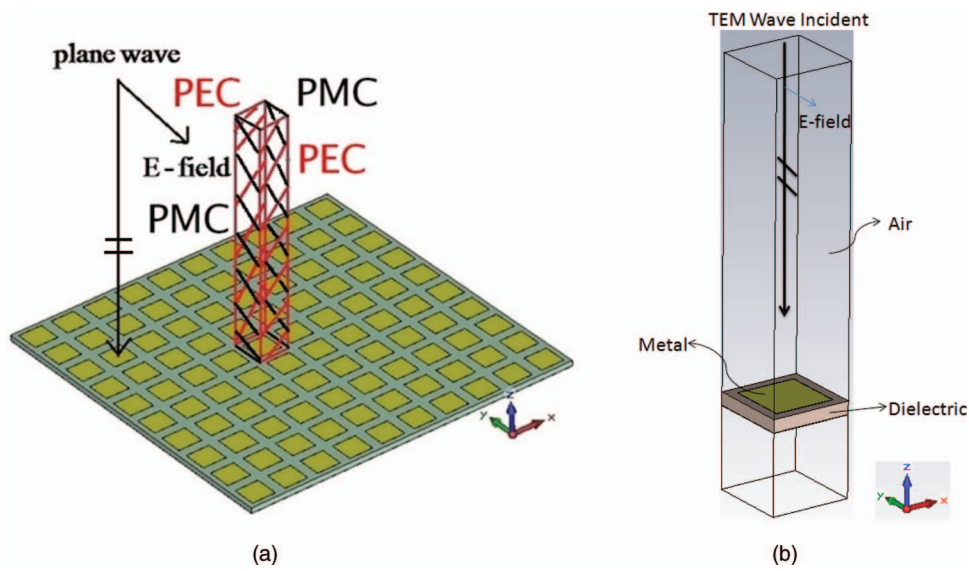 plane wave
PEC
PMC
E - field
PEC
PMC
z
y
x
(a)
TEM Wave Incident
E-field
Air
Metal
Dielectric
z
y
x
(b)